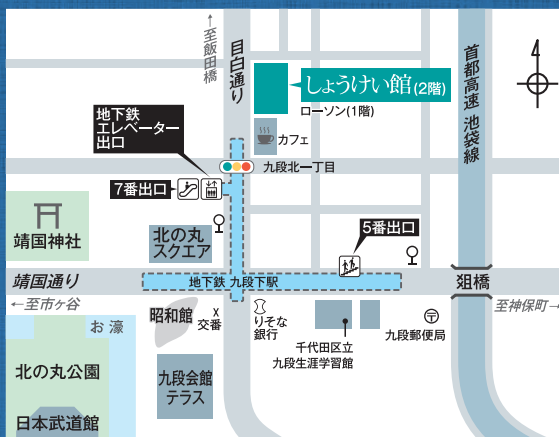 ←至飯田橋
目白通り
しょうけい館(2階)
ローソン(1階)
首都高速 池袋線
4
地下鉄
エレベーター
出口
カフェ
九段北一丁目
7番出口
靖国神社
北の丸
スクエア
5番出口
靖国通り
地下鉄 九段下駅
俎橋
←至市ヶ谷
至神保町→
お濠
昭和館
X
交番
りそな
銀行
千代田区立
九段生涯学習館
九段郵便局
北の丸公園
九段会館
テラス
日本武道館